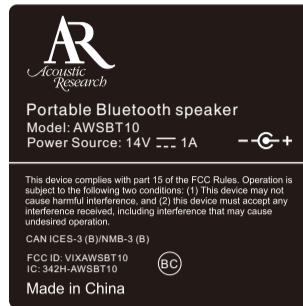 AR
Acoustic
Research
Portable Bluetooth speaker
Model: AWSBT10
Power Source: 14V 1A
This device complies with part 15 of the FCC Rules. Operation is
subject to the following two conditions: (1) This device may not
cause harmful interference, and (2) this device must accept any
interference received, including interference that may cause
undesired operation.
CAN ICES-3 (B)/NMB-3 (B)
FCC ID: VIXAWSBT10
IC: 342H-AWSBT10
BC
Made in China